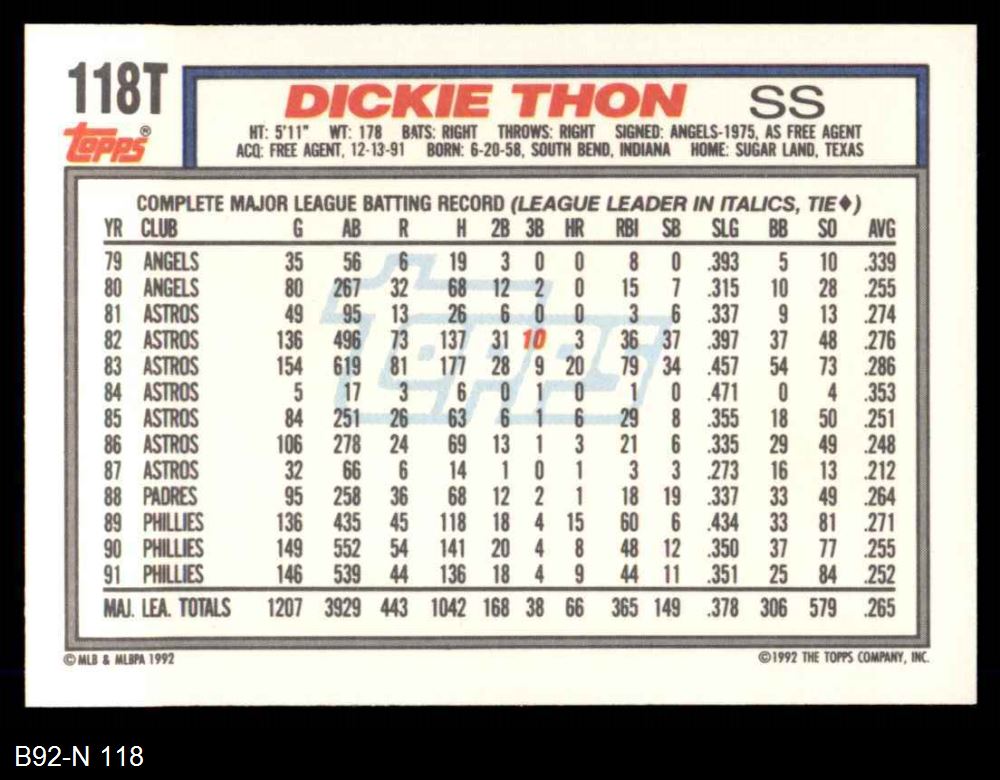 118T
DICKIE THON SS
Topps®
HT: 5'11" WT: 178 BATS: RIGHT THROWS: RIGHT SIGNED: ANGELS-1975, AS FREE AGENT
ACQ: FREE AGENT, 12-13-91 BORN: 6-20-58, SOUTH BEND, INDIANA HOME: SUGAR LAND, TEXAS
COMPLETE MAJOR LEAGUE BATTING RECORD (LEAGUE LEADER IN ITALICS, TIE♦)
YR CLUB G AB R H 2B 3B HR RBI SB SLG BB SO AVG
79 ANGELS 35 56 6 19 3 0 0 8 0 .393 5 10 .339
80 ANGELS 80 267 32 68 12 2 0 15 7 .315 10 28 .255
81 ASTROS 49 95 13 26 6 0 0 3 6 .337 9 13 .274
82 ASTROS 136 496 73 137 31 10 3 36 37 .397 37 48 .276
83 ASTROS 154 619 81 177 28 9 20 79 34 .457 54 73 .286
84 ASTROS 5 17 3 6 0 1 0 1 0 .471 0 4 .353
85 ASTROS 84 251 26 63 6 1 6 29 8 .355 18 50 .251
86 ASTROS 106 278 24 69 13 1 3 21 6 .335 29 49 .248
87 ASTROS 32 66 6 14 1 0 1 3 3 .273 16 13 .212
88 PADRES 95 258 36 68 12 2 1 18 19 .337 33 49 .264
89 PHILLIES 136 435 45 118 18 4 15 60 6 .434 33 81 .271
90 PHILLIES 149 552 54 141 20 4 8 48 12 .350 37 77 .255
91 PHILLIES 146 539 44 136 18 4 9 44 11 .351 25 84 .252
MAJ. LEA. TOTALS 1207 3929 443 1042 168 38 66 365 149 .378 306 579 .265
Topps
© MLB & MLBPA 1992 ©1992 THE TOPPS COMPANY, INC.
B92-N 118